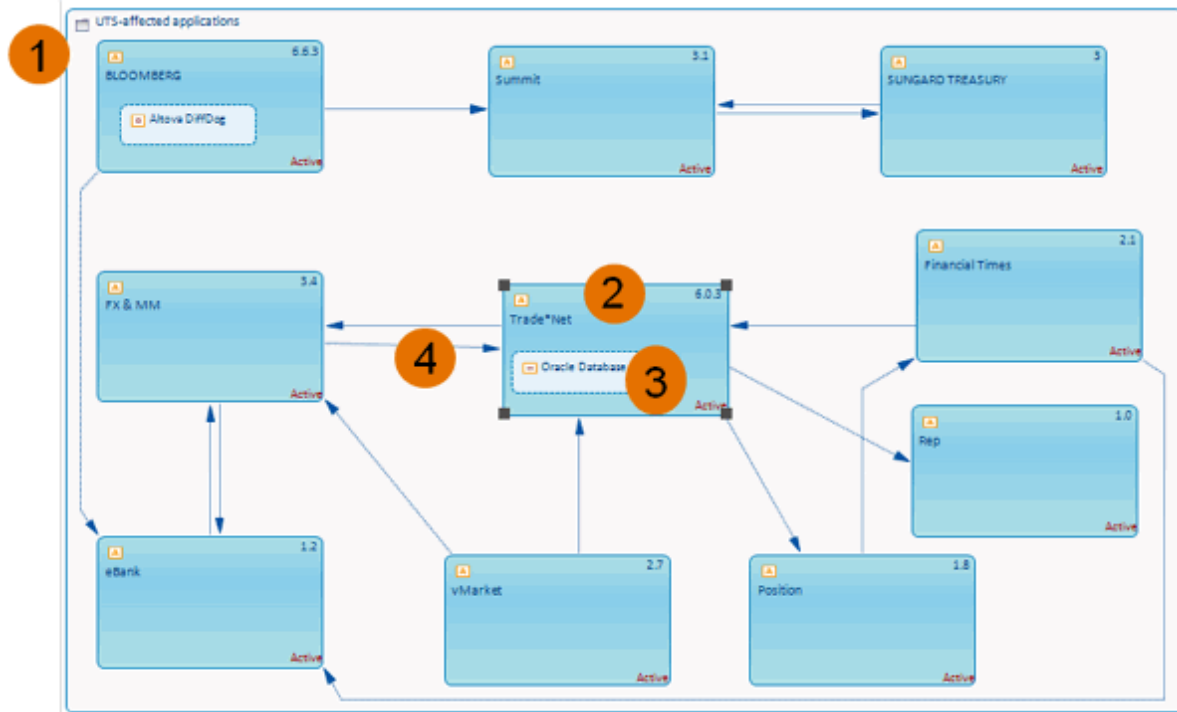 UTS-affected applications
1
A
6.6.3
BLOOMBERG
Altova DiffDog
Active
A
3.1
Summit
Active
A
3
SUNGARD TREASURY
Active
A
3.4
FX & MM
Active
4
A
2
6.0.3
Trade*Net
Oracle Database
3
Active
A
2.1
Financial Times
Active
A
1.0
Rep
Active
A
1.2
eBank
Active
A
2.7
vMarket
Active
A
1.8
Position
Active